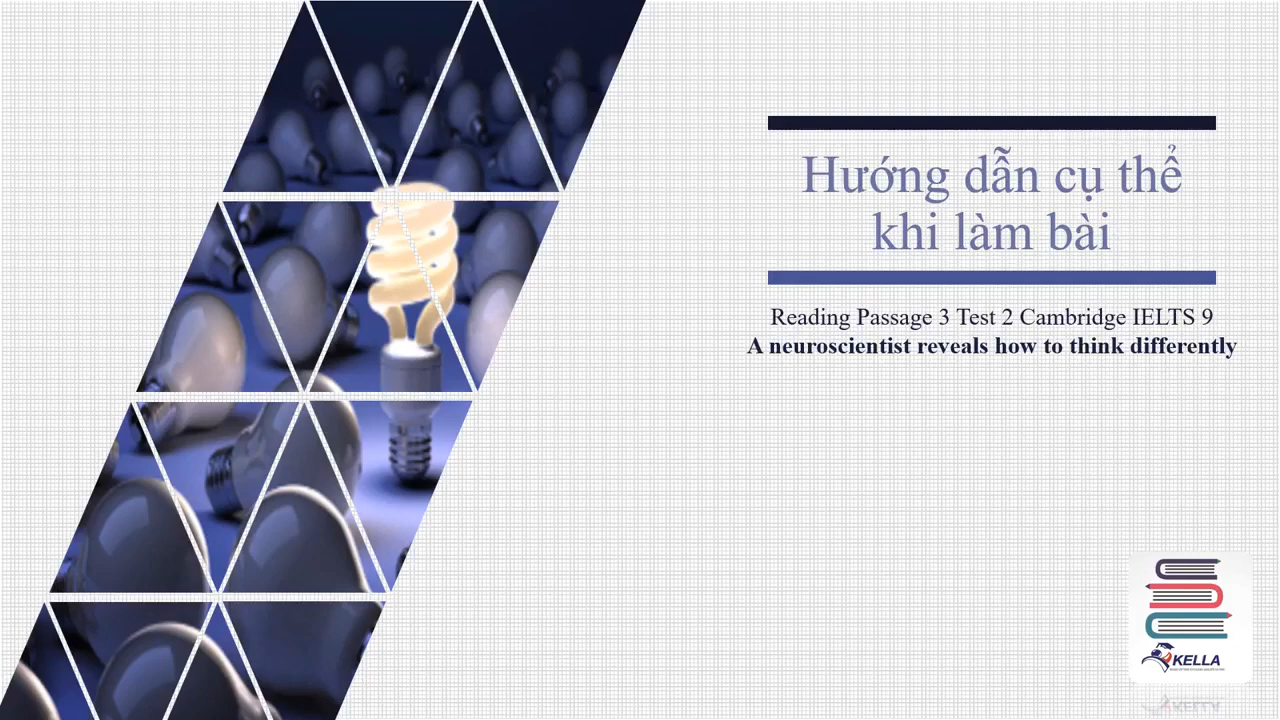 Hướng dẫn cụ thể
khi làm bài
Reading Passage 3 Test 2 Cambridge IELTS 9
A neuroscientist reveals how to think differently
KELLA